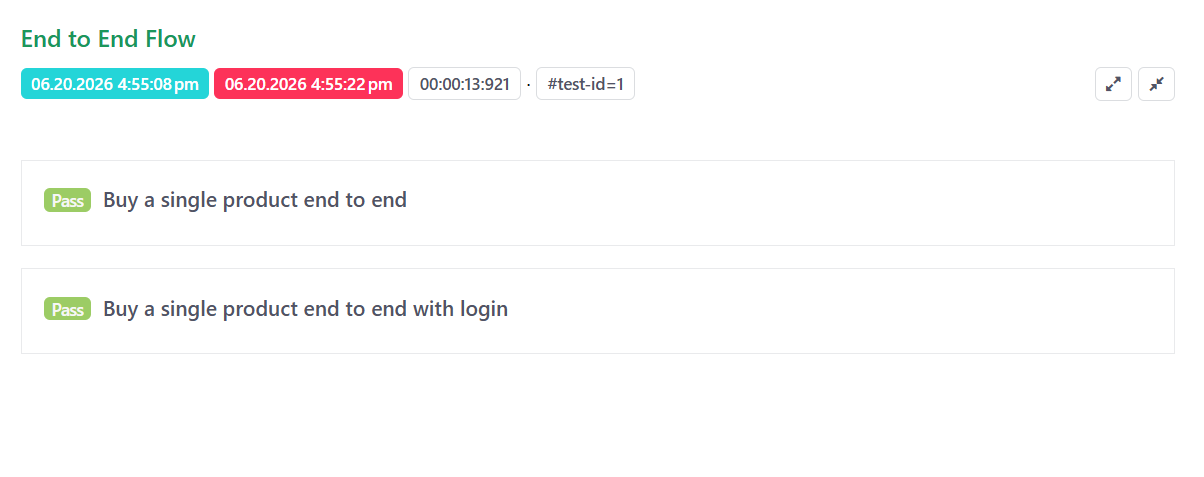 End to End Flow
06.20.2026 4:55:08 pm 06.20.2026 4:55:22 pm 00:00:13:921 · #test-id=1
Pass Buy a single product end to end
Pass Buy a single product end to end with login